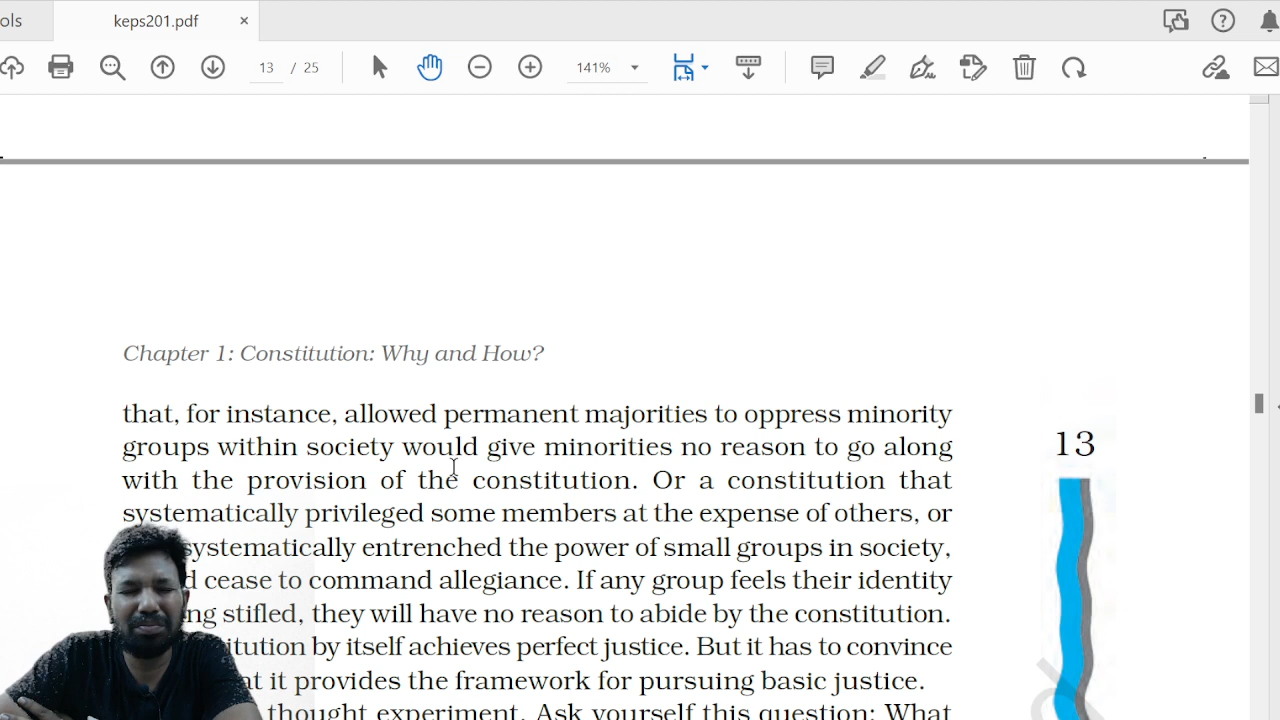 ols
keps201.pdf
13 / 25
141%
Chapter 1: Constitution: Why and How?
that, for instance, allowed permanent majorities to oppress minority
groups within society would give minorities no reason to go along
with the provision of the constitution. Or a constitution that
systematically privileged some members at the expense of others, or
systematically entrenched the power of small groups in society,
d cease to command allegiance. If any group feels their identity
ng stifled, they will have no reason to abide by the constitution.
itution by itself achieves perfect justice. But it has to convince
at it provides the framework for pursuing basic justice.
thought experiment. Ask yourself this question: What
13